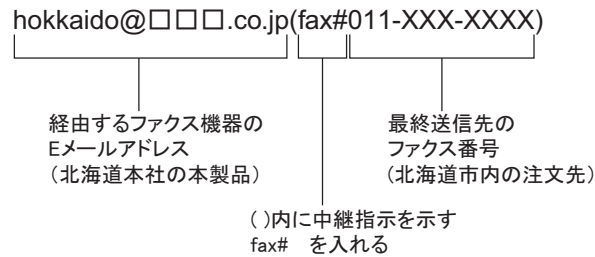 hokkaido@□□□.co.jp(fax#011-XXX-XXXX)
経由するファクス機器の
Eメールアドレス
（北海道本社の本製品）
最終送信先の
ファクス番号
（北海道市内の注文先）
( )内に中継指示を示す
fax#　を入れる